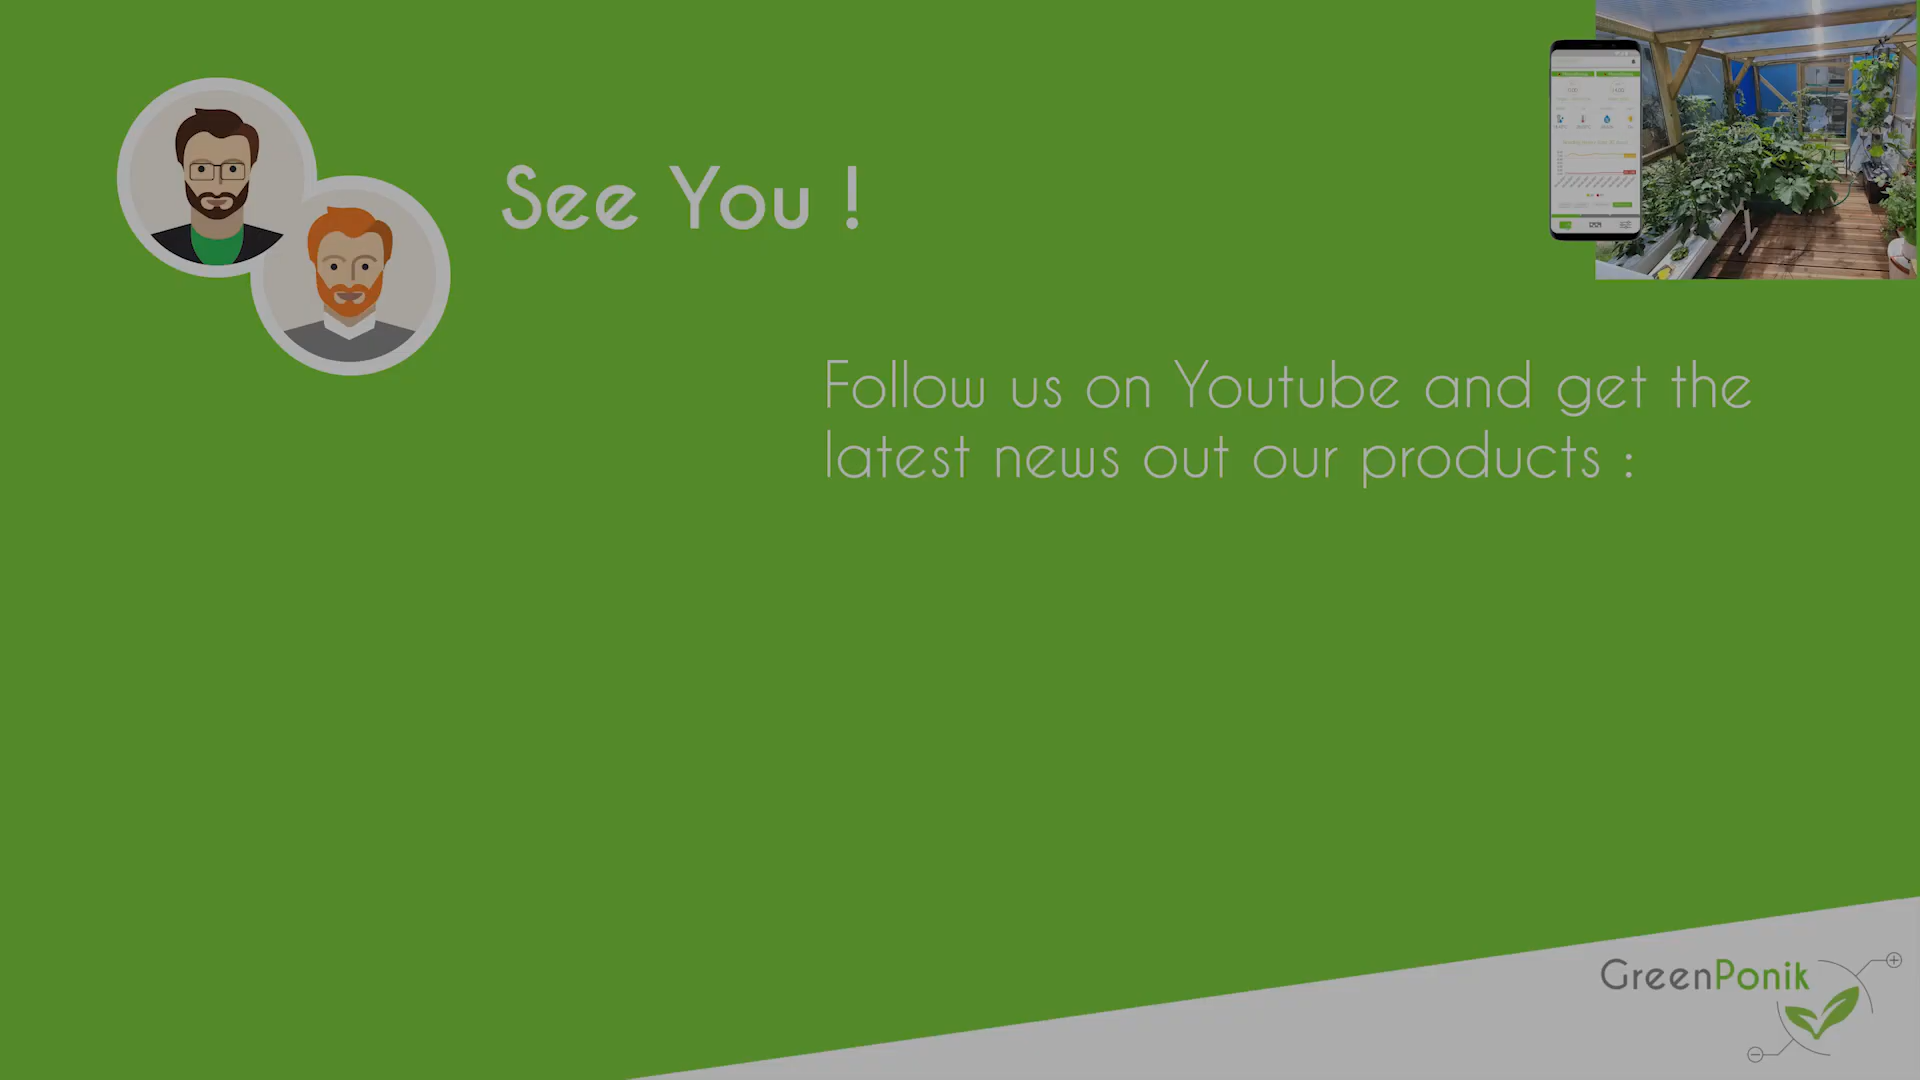 See You !
Follow us on Youtube and get the
latest news out our products :
GreenPonik